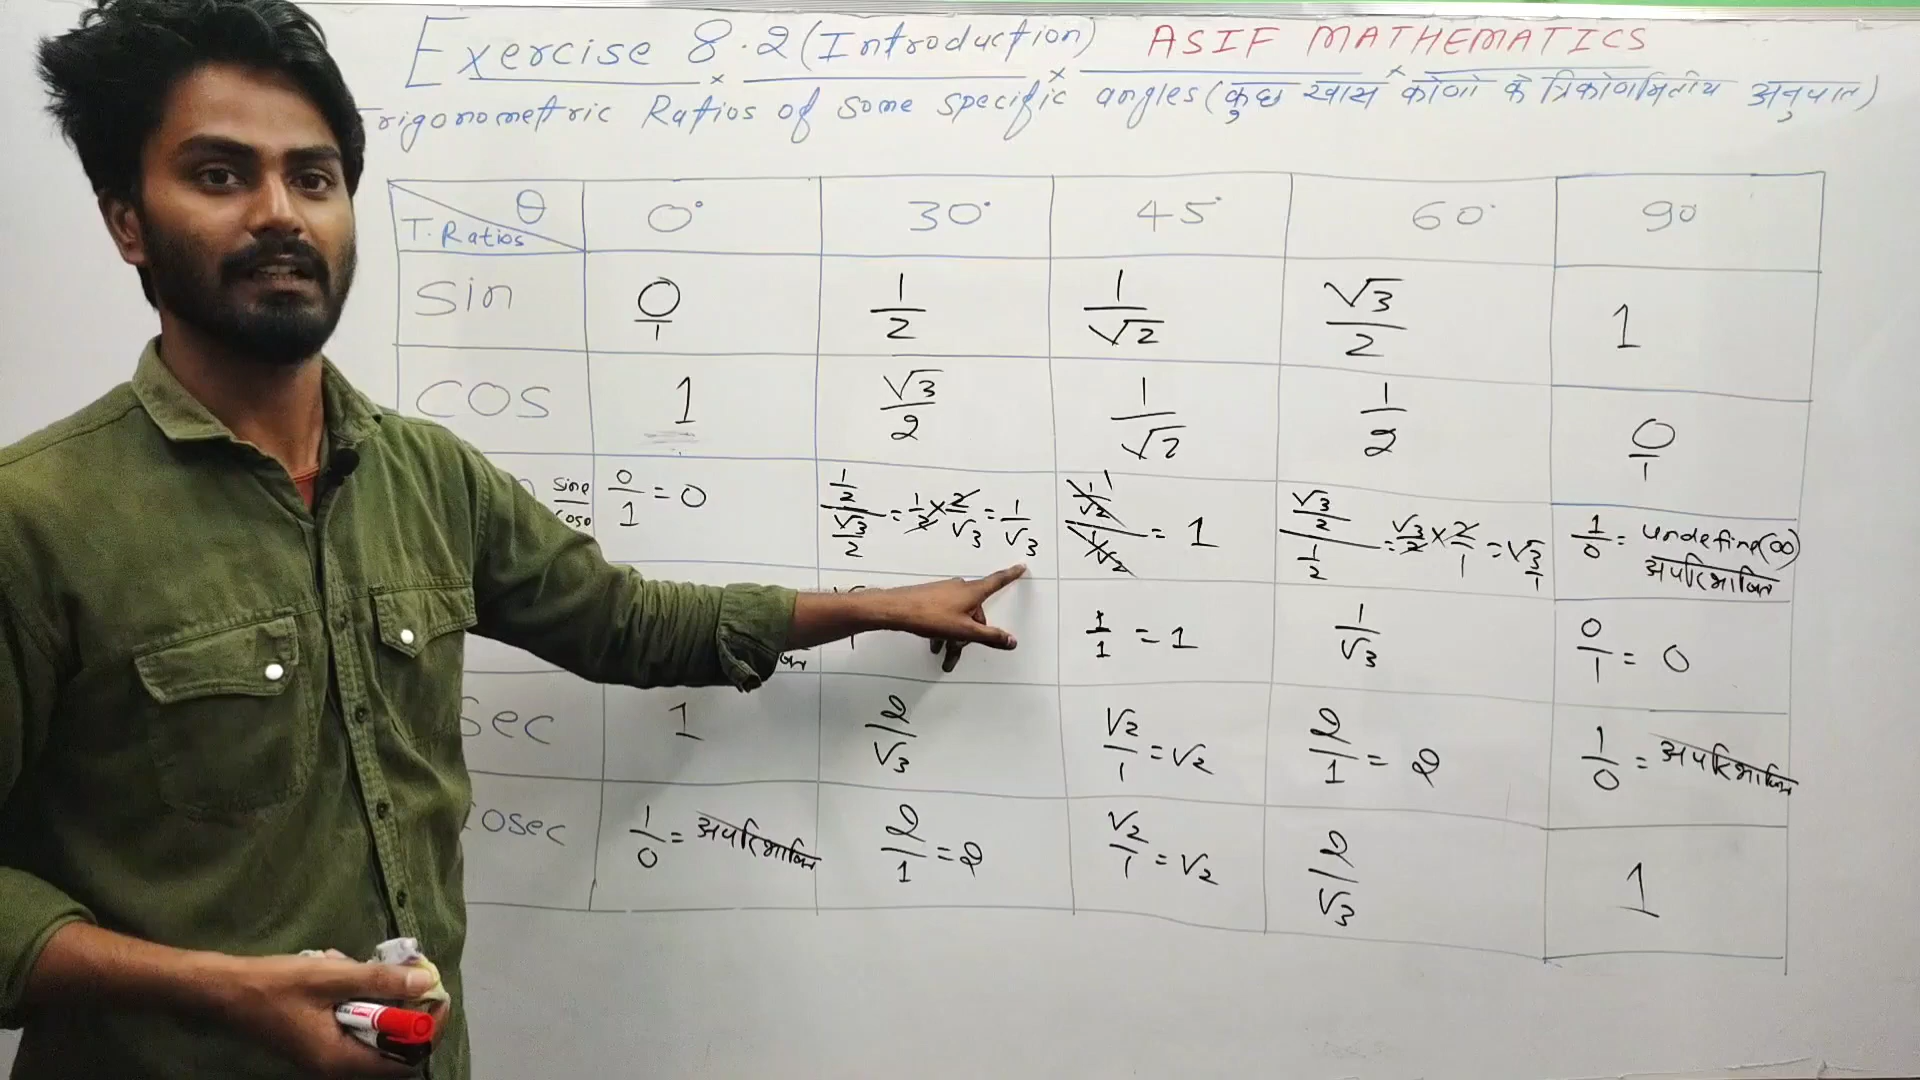 Exercise 8.2 (Introduction) ASIF MATHEMATICS
Trigonometric Ratios of some specific angles (कुछ खास कोणो के त्रिकोणमितीय अनुपात)
θ
T. Ratios 0° 30° 45° 60° 90
Sin 0/1 1/2 1/√2 √3/2 1
COS 1 √3/2 1/√2 1/2 0/1
sinθ/cosθ 0/1 = 0 (1/2)/(√3/2) = 1/2 × 2/√3 = 1/√3 (1/√2)/(1/√2) = 1 (√3/2)/(1/2) = √3/2 × 2/1 = √3/1 1/0 = undefine(∞) अपरिभाषित
1/1 = 1 1/√3 0/1 = 0
Sec 1 2/√3 √2/1 = √2 2/1 = 2 1/0 = अपरिभाषित
Cosec 1/0 = अपरिभाषित 2/1 = 2 √2/1 = √2 2/√3 1